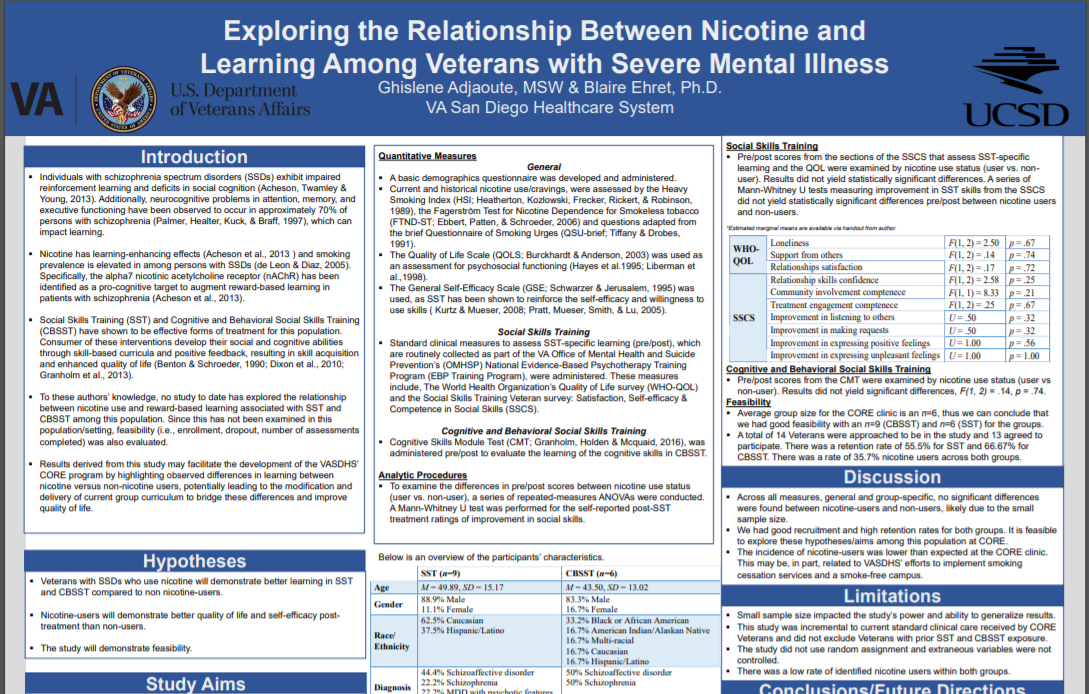 Exploring the Relationship Between Nicotine and
Learning Among Veterans with Severe Mental Illness
Ghislene Adjaoute, MSW & Blaire Ehret, Ph.D.
VA San Diego Healthcare System
VA
U.S. Department
of Veterans Affairs
UCSD
Introduction
▪ Individuals with schizophrenia spectrum disorders (SSDs) exhibit impaired
reinforcement learning and deficits in social cognition (Acheson, Twamley &
Young, 2013). Additionally, neurocognitive problems in attention, memory, and
executive functioning have been observed to occur in approximately 70% of
persons with schizophrenia (Palmer, Healter, Kuck, & Braff, 1997), which can
impact learning.
▪ Nicotine has learning-enhancing effects (Acheson et al., 2013 ) and smoking
prevalence is elevated in among persons with SSDs (de Leon & Diaz, 2005).
Specifically, the alpha7 nicotinic acetylcholine receptor (nAChR) has been
identified as a pro-cognitive target to augment reward-based learning in
patients with schizophrenia (Acheson et al., 2013).
▪ Social Skills Training (SST) and Cognitive and Behavioral Social Skills Training
(CBSST) have shown to be effective forms of treatment for this population.
Consumer of these interventions develop their social and cognitive abilities
through skill-based curricula and positive feedback, resulting in skill acquisition
and enhanced quality of life (Benton & Schroeder, 1990; Dixon et al., 2010;
Granholm et al., 2013).
▪ To these authors' knowledge, no study to date has explored the relationship
between nicotine use and reward-based learning associated with SST and
CBSST among this population. Since this has not been examined in this
population/setting, feasibility (i.e., enrollment, dropout, number of assessments
completed) was also evaluated.
▪ Results derived from this study may facilitate the development of the VASDHS'
CORE program by highlighting observed differences in learning between
nicotine versus non-nicotine users, potentially leading to the modification and
delivery of current group curriculum to bridge these differences and improve
quality of life.
Hypotheses
▪ Veterans with SSDs who use nicotine will demonstrate better learning in SST
and CBSST compared to non nicotine-users.
▪ Nicotine-users will demonstrate better quality of life and self-efficacy post-
treatment than non-users.
▪ The study will demonstrate feasibility.
Study Aims
Quantitative Measures
General
▪ A basic demographics questionnaire was developed and administered.
▪ Current and historical nicotine use/cravings, were assessed by the Heavy
Smoking Index (HSI; Heatherton, Kozlowski, Frecker, Rickert, & Robinson,
1989), the Fagerström Test for Nicotine Dependence for Smokeless tobacco
(FTND-ST; Ebbert, Patten, & Schroeder, 2006) and questions adapted from
the brief Questionnaire of Smoking Urges (QSU-brief; Tiffany & Drobes,
1991).
▪ The Quality of Life Scale (QOLS; Burckhardt & Anderson, 2003) was used as
an assessment for psychosocial functioning (Hayes et al.1995; Liberman et
al.,1998).
▪ The General Self-Efficacy Scale (GSE; Schwarzer & Jerusalem, 1995) was
used, as SST has been shown to reinforce the self-efficacy and willingness to
use skills ( Kurtz & Mueser, 2008; Pratt, Mueser, Smith, & Lu, 2005).
Social Skills Training
▪ Standard clinical measures to assess SST-specific learning (pre/post), which
are routinely collected as part of the VA Office of Mental Health and Suicide
Prevention's (OMHSP) National Evidence-Based Psychotherapy Training
Program (EBP Training Program), were administered. These measures
include, The World Health Organization's Quality of Life survey (WHO-QOL)
and the Social Skills Training Veteran survey: Satisfaction, Self-efficacy &
Competence in Social Skills (SSCS).
Cognitive and Behavioral Social Skills Training
▪ Cognitive Skills Module Test (CMT; Granholm, Holden & Mcquaid, 2016), was
administered pre/post to evaluate the learning of the cognitive skills in CBSST.
Analytic Procedures
▪ To examine the differences in pre/post scores between nicotine use status
(user vs. non-user), a series of repeated-measures ANOVAs were conducted.
A Mann-Whitney U test was performed for the self-reported post-SST
treatment ratings of improvement in social skills.
Below is an overview of the participants' characteristics.
SST (n=9) CBSST (n=6)
Age M = 49.89, SD = 15.17 M = 43.50, SD = 13.02
Gender 88.9% Male 83.3% Male
11.1% Female 16.7% Female
Race/ 62.5% Caucasian 33.2% Black or African American
Ethnicity 37.5% Hispanic/Latino 16.7% American Indian/Alaskan Native
16.7% Multi-racial
16.7% Caucasian
16.7% Hispanic/Latino
Diagnosis 44.4% Schizoaffective disorder 50% Schizoaffective disorder
22.2% Schizophrenia 50% Schizophrenia
22.2% MDD with psychotic features
Social Skills Training
▪ Pre/post scores from the sections of the SSCS that assess SST-specific
learning and the QOL were examined by nicotine use status (user vs. non-
user). Results did not yield statistically significant differences. A series of
Mann-Whitney U tests measuring improvement in SST skills from the SSCS
did not yield statistically significant differences pre/post between nicotine users
and non-users.
*Estimated marginal means are available via handout from author.
WHO-QOL Loneliness F(1, 2) = 2.50 p = .67
Support from others F(1, 2) = .14 p = .74
Relationships satisfaction F(1, 2) = .17 p = .72
SSCS Relationship skills confidence F(1, 2) = 2.58 p = .25
Community involvement comptenece F(1, 1) = 8.33 p = .21
Treatment engagement comptenece F(1, 2) = .25 p = .67
Improvement in listening to others U = .50 p = .32
Improvement in making requests U = .50 p = .32
Improvement in expressing positive feelings U = 1.00 p = .56
Improvement in expressing unpleasant feelings U = 1.00 p = 1.00
Cognitive and Behavioral Social Skills Training
▪ Pre/post scores from the CMT were examined by nicotine use status (user vs
non-user). Results did not yield significant differences, F(1, 2) = .14, p = .74.
Feasibility
▪ Average group size for the CORE clinic is an n=6, thus we can conclude that
we had good feasibility with an n=9 (CBSST) and n=6 (SST) for the groups.
▪ A total of 14 Veterans were approached to be in the study and 13 agreed to
participate. There was a retention rate of 55.5% for SST and 66.67% for
CBSST. There was a rate of 35.7% nicotine users across both groups.
Discussion
▪ Across all measures, general and group-specific, no significant differences
were found between nicotine-users and non-users, likely due to the small
sample size.
▪ We had good recruitment and high retention rates for both groups. It is feasible
to explore these hypotheses/aims among this population at CORE.
▪ The incidence of nicotine-users was lower than expected at the CORE clinic.
This may be, in part, related to VASDHS' efforts to implement smoking
cessation services and a smoke-free campus.
Limitations
▪ Small sample size impacted the study's power and ability to generalize results.
▪ This study was incremental to current standard clinical care received by CORE
Veterans and did not exclude Veterans with prior SST and CBSST exposure.
▪ The study did not use random assignment and extraneous variables were not
controlled.
▪ There was a low rate of identified nicotine users within both groups.
Conclusions/Future Directions